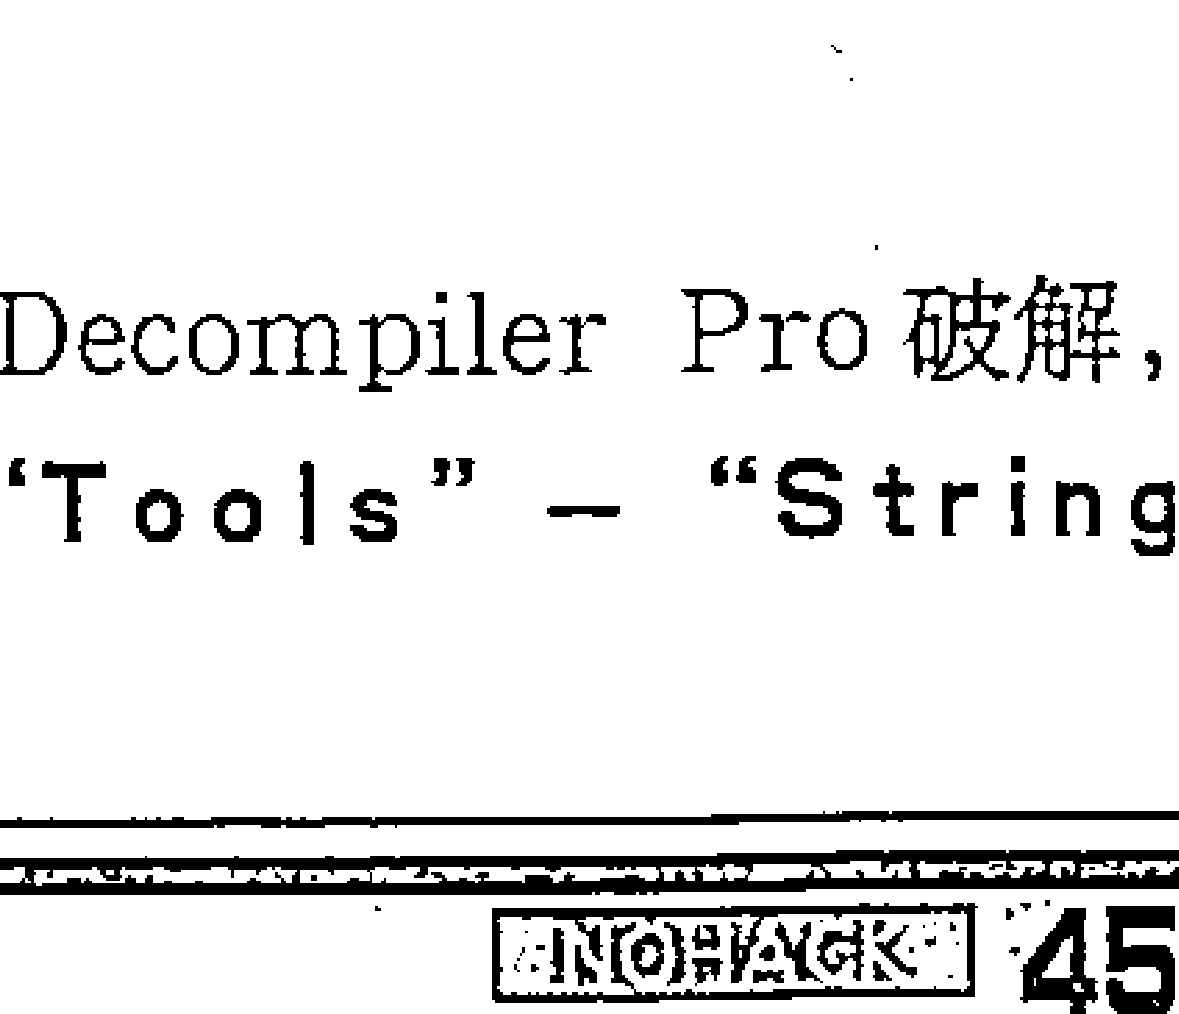 Decompiler Pro破解,
“Tools”— “String
NOHACK 45